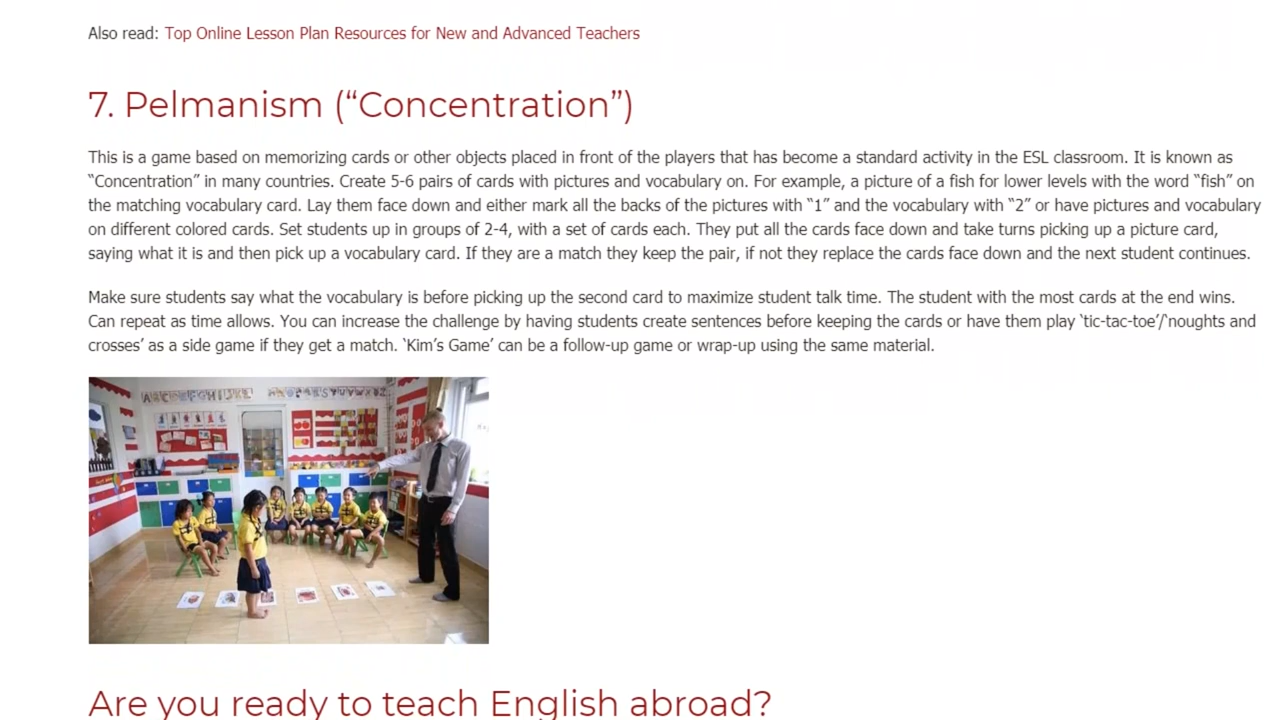 Also read: Top Online Lesson Plan Resources for New and Advanced Teachers
7. Pelmanism (“Concentration”)
This is a game based on memorizing cards or other objects placed in front of the players that has become a standard activity in the ESL classroom. It is known as
“Concentration” in many countries. Create 5-6 pairs of cards with pictures and vocabulary on. For example, a picture of a fish for lower levels with the word “fish” on
the matching vocabulary card. Lay them face down and either mark all the backs of the pictures with “1” and the vocabulary with “2” or have pictures and vocabulary
on different colored cards. Set students up in groups of 2-4, with a set of cards each. They put all the cards face down and take turns picking up a picture card,
saying what it is and then pick up a vocabulary card. If they are a match they keep the pair, if not they replace the cards face down and the next student continues.
Make sure students say what the vocabulary is before picking up the second card to maximize student talk time. The student with the most cards at the end wins.
Can repeat as time allows. You can increase the challenge by having students create sentences before keeping the cards or have them play ‘tic-tac-toe’/‘noughts and
crosses’ as a side game if they get a match. ‘Kim’s Game’ can be a follow-up game or wrap-up using the same material.
Are you ready to teach English abroad?